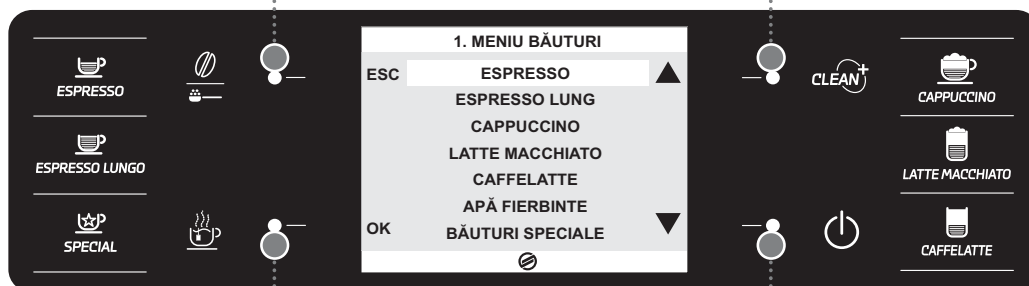 ESPRESSO
ESPRESSO LUNGO
SPECIAL
1. MENIU BĂUTURI
ESC
ESPRESSO
ESPRESSO LUNG
CAPPUCCINO
LATTE MACCHIATO
CAFFELATTE
APĂ FIERBINTE
OK
BĂUTURI SPECIALE
CLEAN+
CAPPUCCINO
LATTE MACCHIATO
CAFFELATTE